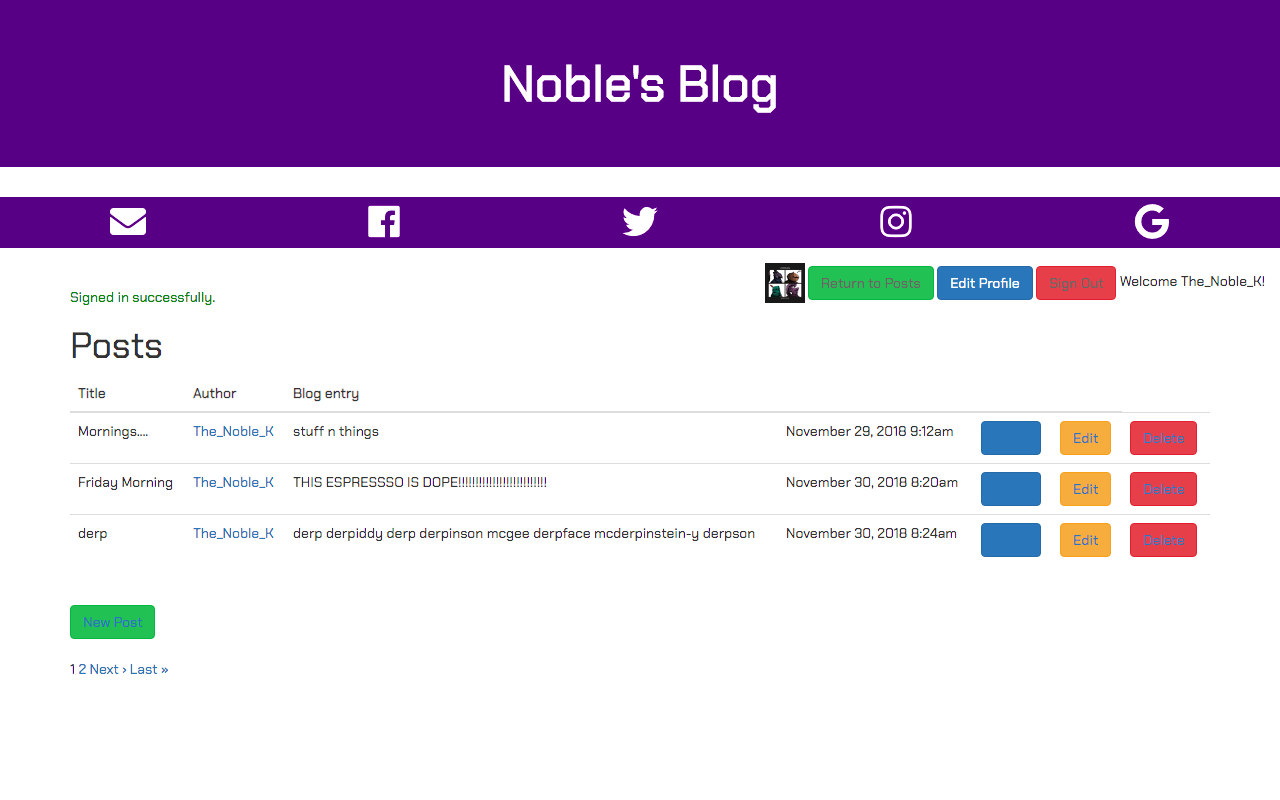 Noble's Blog
Return to Posts Edit Profile Sign Out Welcome The_Noble_K!
Signed in successfully.
Posts
Title Author Blog entry
Mornings.... The_Noble_K stuff n things November 29, 2018 9:12am Edit Delete
Friday Morning The_Noble_K THIS ESPRESSSO IS DOPE!!!!!!!!!!!!!!!!!!!!!!!!!! November 30, 2018 8:20am Edit Delete
derp The_Noble_K derp derpiddy derp derpinson mcgee derpface mcderpinstein-y derpson November 30, 2018 8:24am Edit Delete
New Post
1 2 Next › Last »